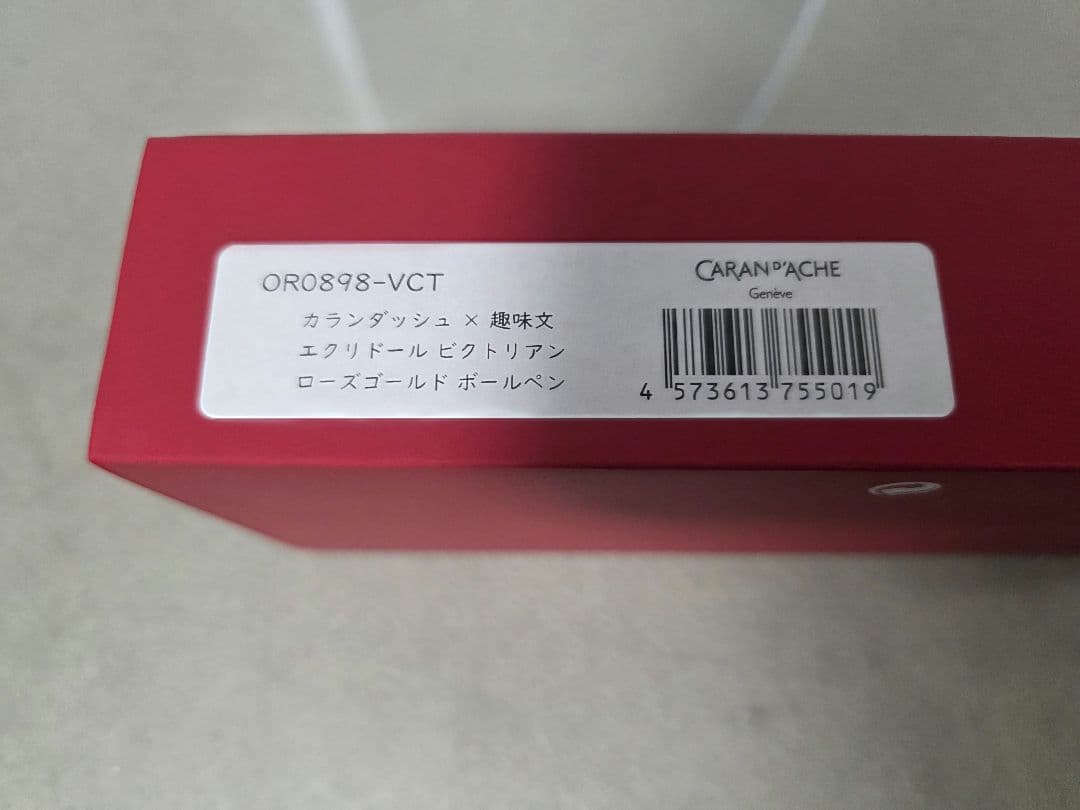 OR0898-VCT
カランダッシュ × 趣味文
エクリドール ビクトリアン
ローズゴールド ボールペン
CARAN D'ACHE
Genève
4 573613 755019